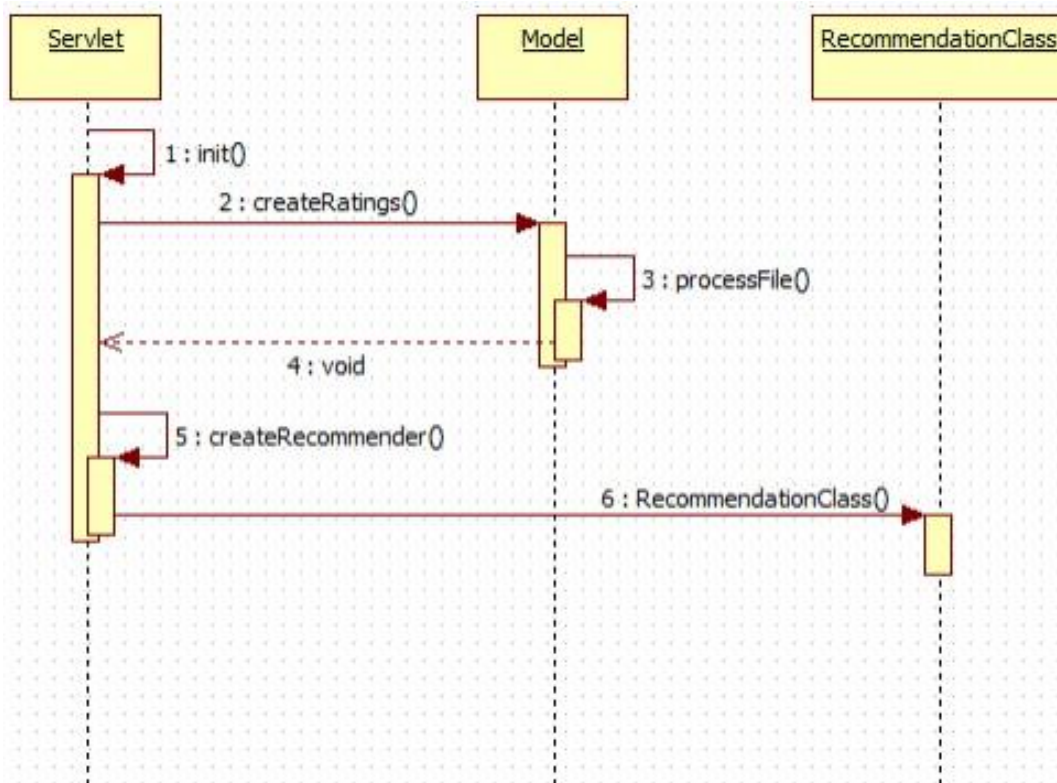 Servlet
Model
RecommendationClass
1 : init()
2 : createRatings()
3 : processFile()
4 : void
5 : createRecommender()
6 : RecommendationClass()